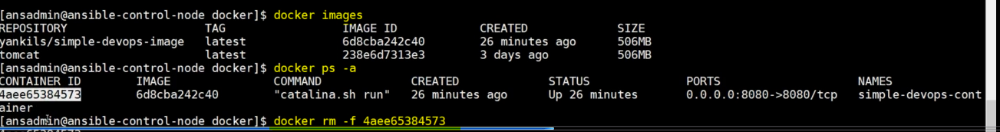 [ansadmin@ansible-control-node docker]$ docker images
REPOSITORY TAG IMAGE ID CREATED SIZE
yankils/simple-devops-image latest 6d8cba242c40 26 minutes ago 506MB
tomcat latest 238e6d7313e3 3 days ago 506MB
[ansadmin@ansible-control-node docker]$ docker ps -a
CONTAINER ID IMAGE COMMAND CREATED STATUS PORTS NAMES
4aee65384573 6d8cba242c40 "catalina.sh run" 26 minutes ago Up 26 minutes 0.0.0.0:8080->8080/tcp simple-devops-cont
ainer
[ansadmin@ansible-control-node docker]$ docker rm -f 4aee65384573